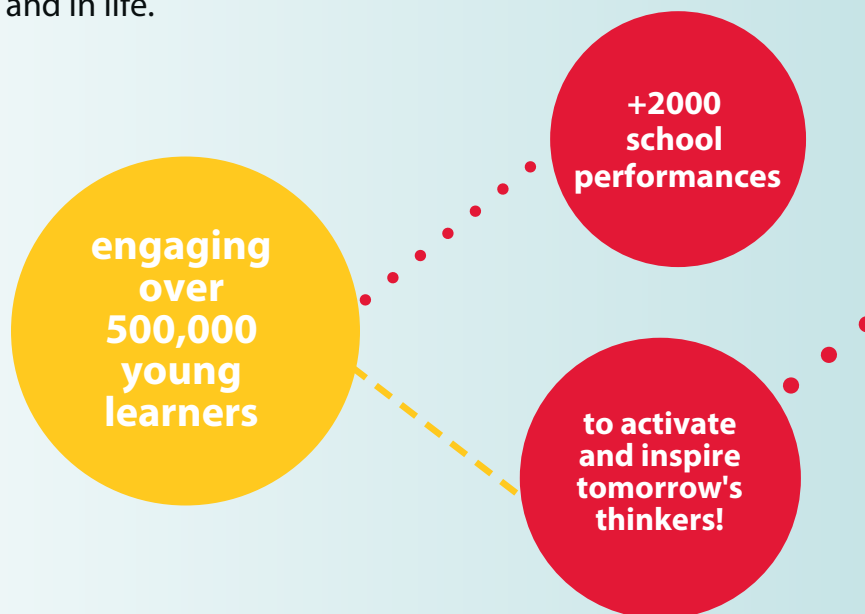 and in life.
+2000
school
performances
engaging
over
500,000
young
learners
to activate
and inspire
tomorrow's
thinkers!